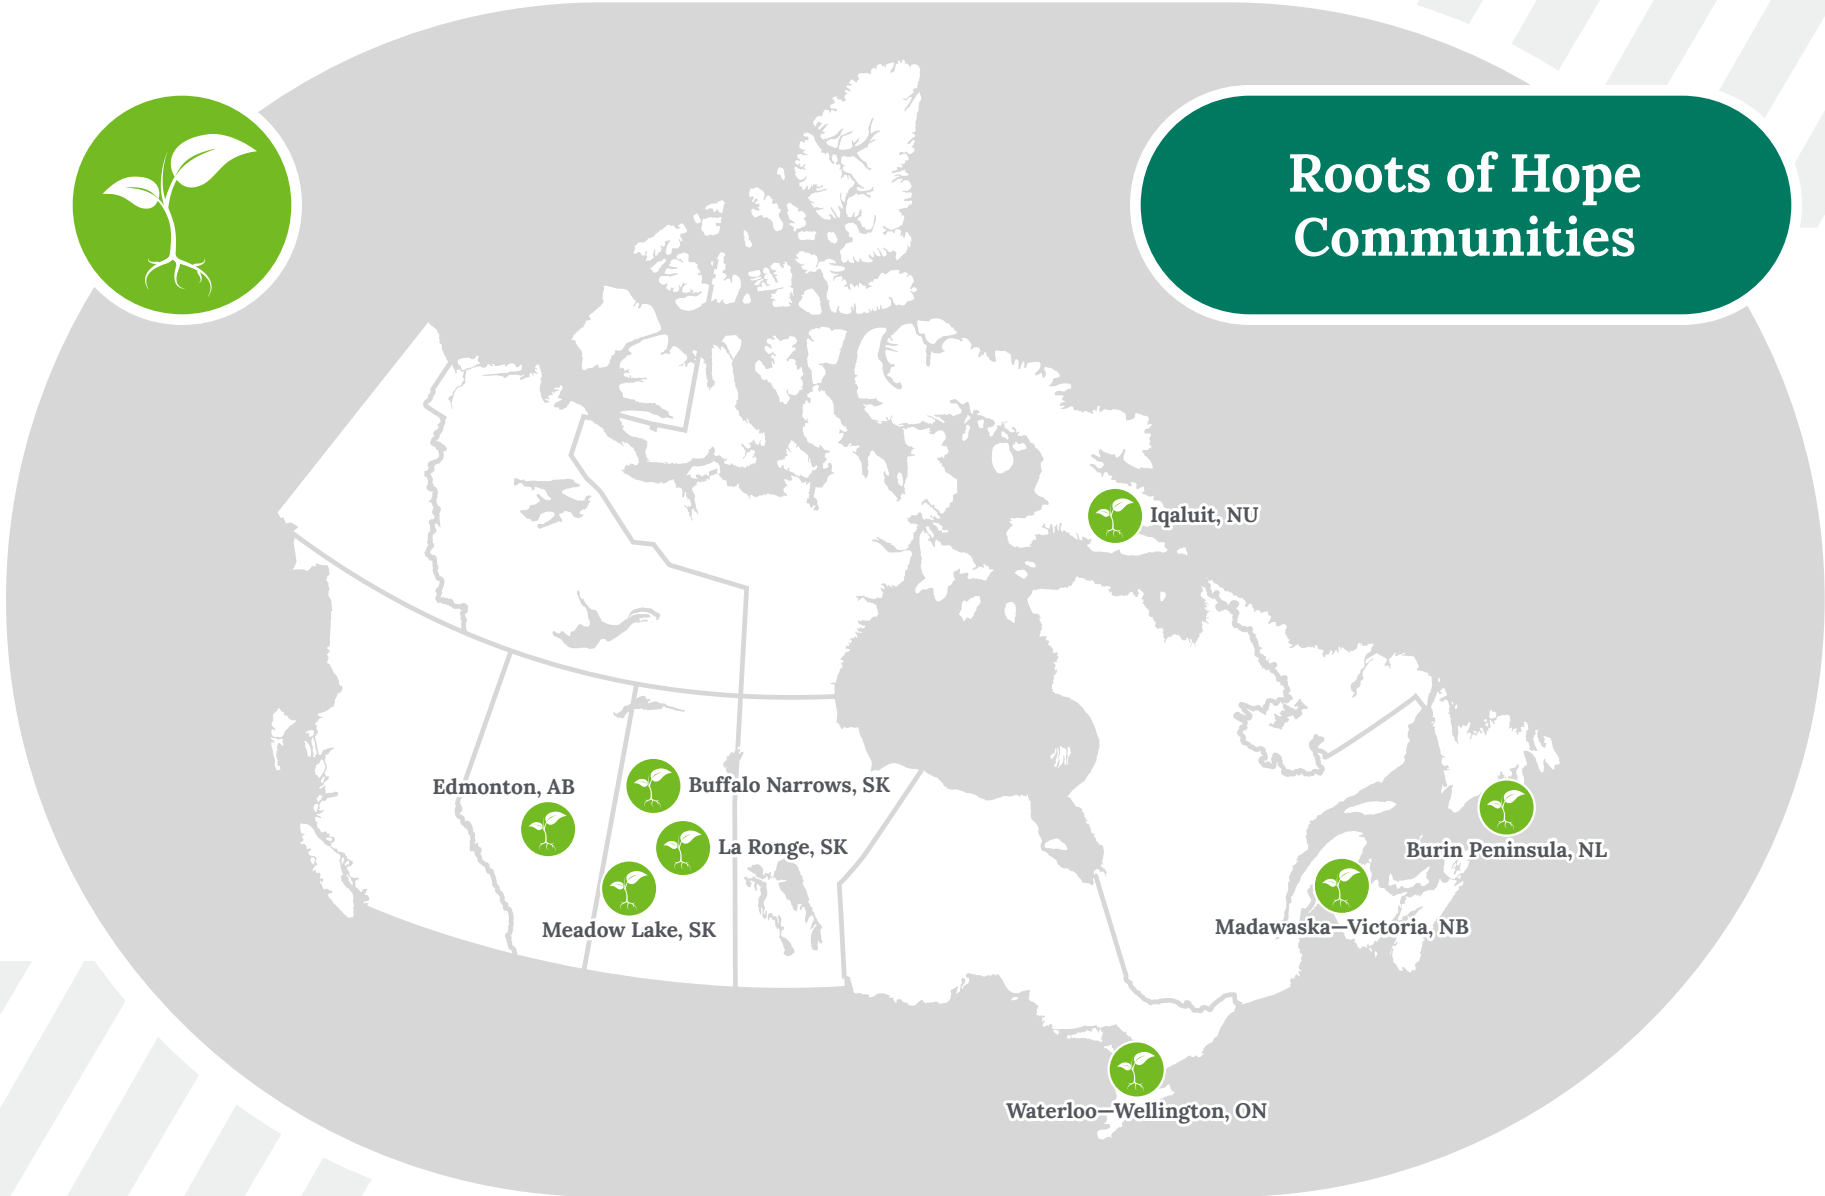 Roots of Hope
Communities
Iqaluit, NU
Edmonton, AB
Buffalo Narrows, SK
La Ronge, SK
Meadow Lake, SK
Burin Peninsula, NL
Madawaska—Victoria, NB
Waterloo—Wellington, ON